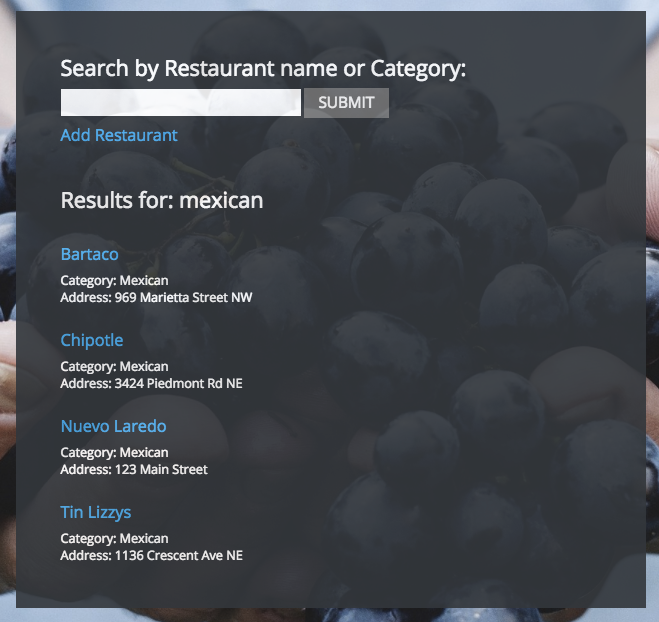 Search by Restaurant name or Category:
SUBMIT
Add Restaurant
Results for: mexican
Bartaco
Category: Mexican
Address: 969 Marietta Street NW
Chipotle
Category: Mexican
Address: 3424 Piedmont Rd NE
Nuevo Laredo
Category: Mexican
Address: 123 Main Street
Tin Lizzys
Category: Mexican
Address: 1136 Crescent Ave NE